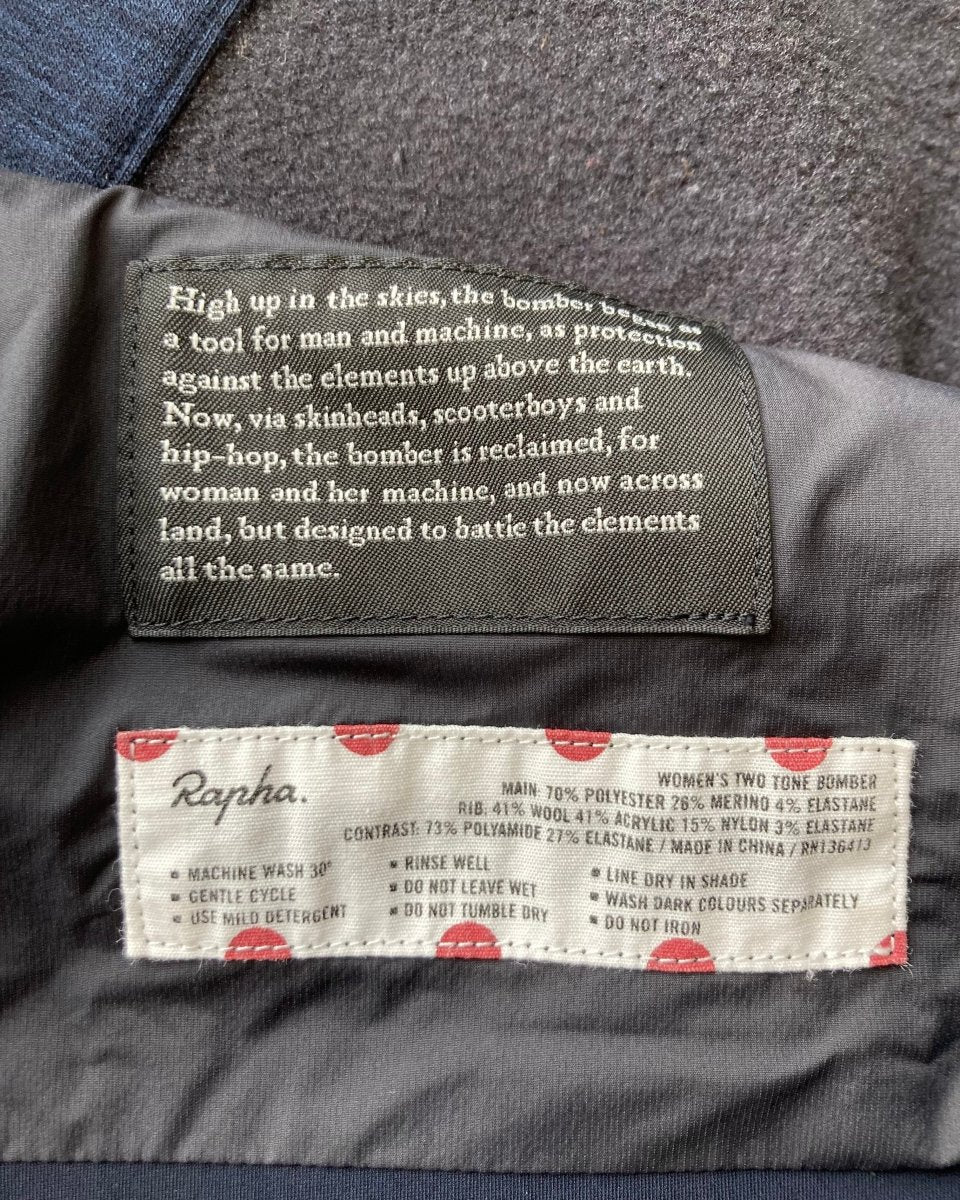 High up in the skies, the bomber began as
a tool for man and machine, as protection
against the elements up above the earth.
Now, via skinheads, scooterboys and
hip-hop, the bomber is reclaimed, for
woman and her machine, and now across
land, but designed to battle the elements
all the same.
Rapha.
WOMEN'S TWO TONE BOMBER
MAIN: 70% POLYESTER 26% MERINO 4% ELASTANE
RIB: 41% WOOL 41% ACRYLIC 15% NYLON 3% ELASTANE
CONTRAST: 73% POLYAMIDE 27% ELASTANE / MADE IN CHINA / RN136413
MACHINE WASH 30°
GENTLE CYCLE
USE MILD DETERGENT
RINSE WELL
DO NOT LEAVE WET
DO NOT TUMBLE DRY
LINE DRY IN SHADE
WASH DARK COLOURS SEPARATELY
DO NOT IRON